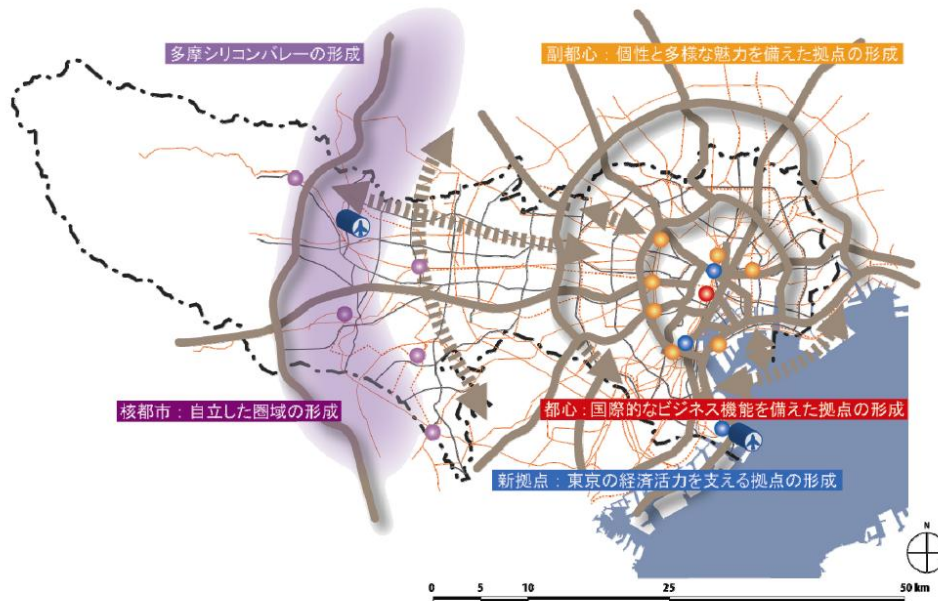 多摩シリコンバレーの形成
副都心：個性と多様な魅力を備えた拠点の形成
核都市：自立した圏域の形成
都心：国際的なビジネス機能を備えた拠点の形成
新拠点：東京の経済活力を支える拠点の形成
N
0 5 10 25 50 km